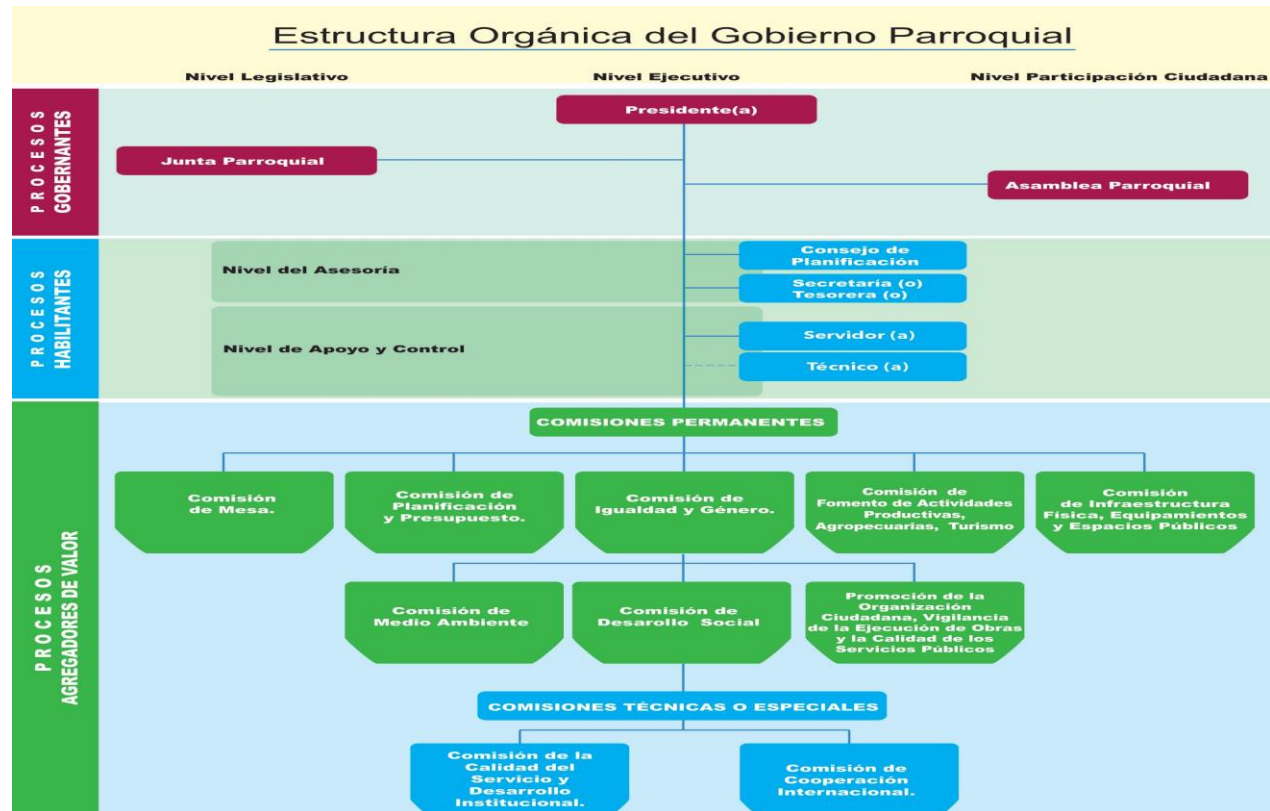 Estructura Orgánica del Gobierno Parroquial
Nivel Legislativo
Nivel Ejecutivo
Nivel Participación Ciudadana
PROCESOS
GOBERNANTES
Presidente(a)
Junta Parroquial
Asamblea Parroquial
PROCESOS
HABILITANTES
Nivel del Asesoría
Consejo de
Planificación
Secretaría (o)
Tesorera (o)
Nivel de Apoyo y Control
Servidor (a)
Técnico (a)
PROCESOS
AGREGADORES DE VALOR
COMISIONES PERMANENTES
Comisión
de Mesa.
Comisión de
Planificación
y Presupuesto.
Comisión de
Igualdad y Género.
Comisión de
Fomento de Actividades
Productivas,
Agropecuarias, Turismo
Comisión
de Infraestructura
Física, Equipamientos
y Espacios Públicos
Comisión de
Medio Ambiente
Comisión de
Desarollo Social
Promoción de la
Organización
Ciudadana, Vigilancia
de la Ejecución de Obras
y la Calidad de los
Servicios Públicos
COMISIONES TÉCNICAS O ESPECIALES
Comisión de la
Calidad del
Servicio y
Desarrollo
Institucional.
Comisión de
Cooperación
Internacional.